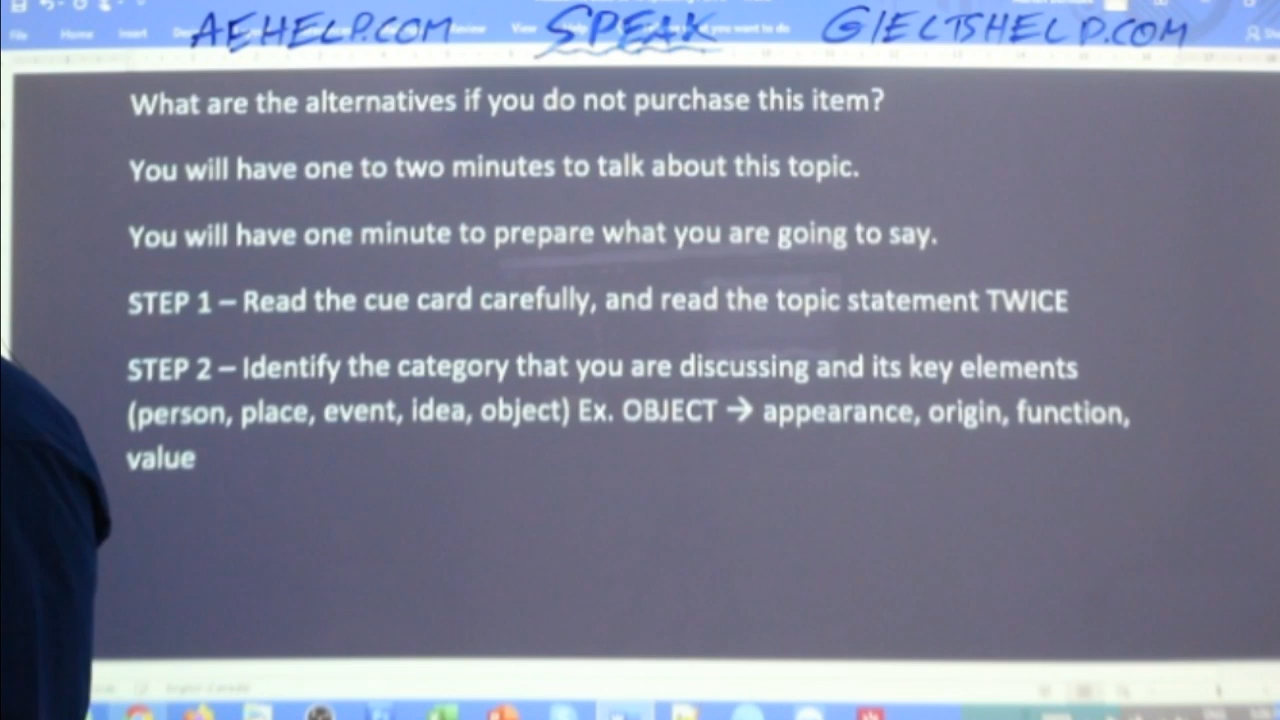 AEHELP.COM SPEAK GIELTSHELP.COM
File Home Insert View
What are the alternatives if you do not purchase this item?
You will have one to two minutes to talk about this topic.
You will have one minute to prepare what you are going to say.
STEP 1 – Read the cue card carefully, and read the topic statement TWICE
STEP 2 – Identify the category that you are discussing and its key elements
(person, place, event, idea, object) Ex. OBJECT → appearance, origin, function,
value